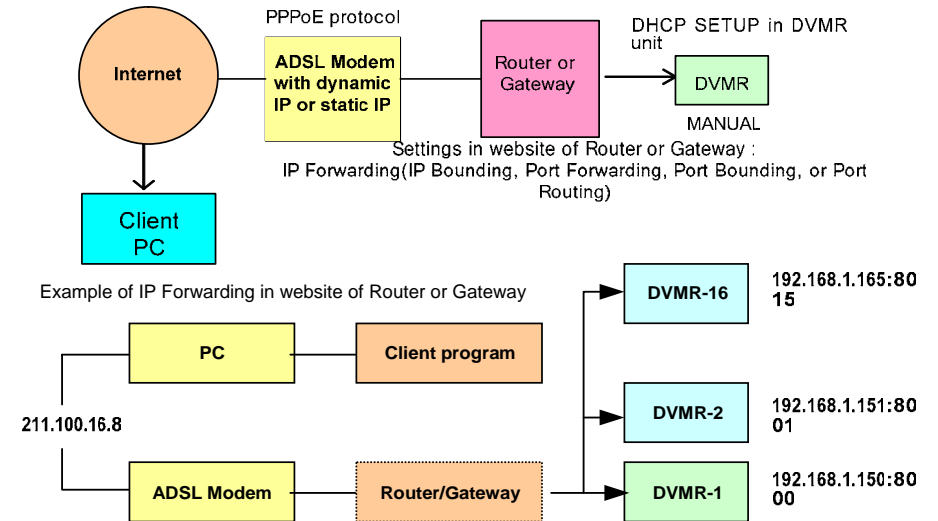 PPPoE protocol
Internet
ADSL Modem
with dynamic
IP or static IP
Router or
Gateway
DHCP SETUP in DVMR
unit
DVMR
MANUAL
Settings in website of Router or Gateway :
IP Forwarding(IP Bounding, Port Forwarding, Port Bounding, or Port
Routing)
Client
PC
Example of IP Forwarding in website of Router or Gateway
DVMR-16
192.168.1.165:80
15
PC
Client program
211.100.16.8
DVMR-2
192.168.1.151:80
01
ADSL Modem
Router/Gateway
DVMR-1
192.168.1.150:80
00